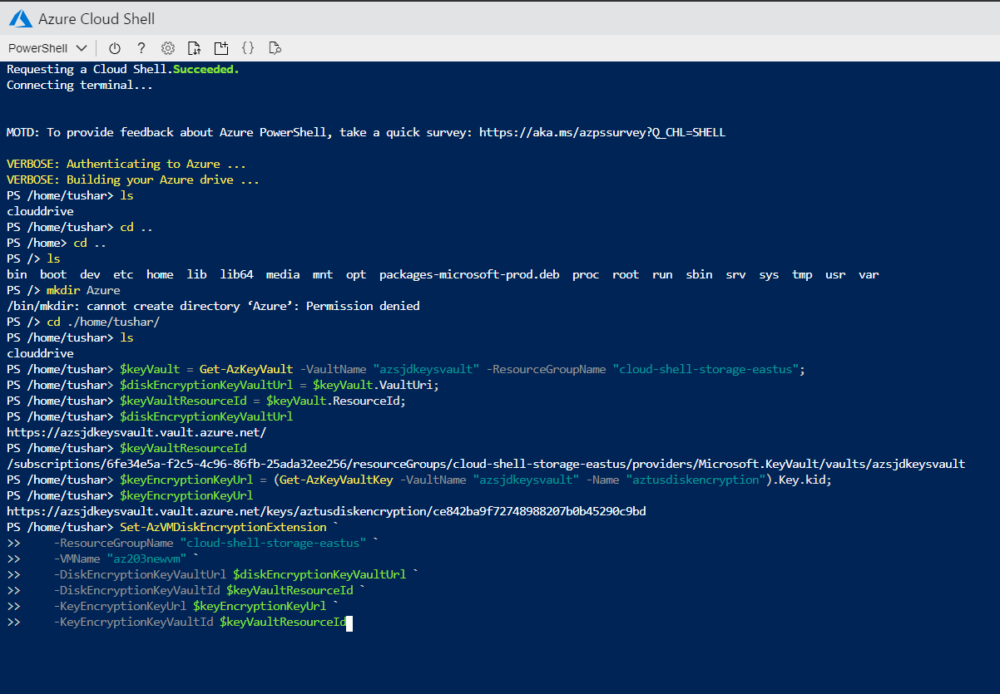 Azure Cloud Shell
PowerShell ? {}
Requesting a Cloud Shell.Succeeded.
Connecting terminal...
MOTD: To provide feedback about Azure PowerShell, take a quick survey: https://aka.ms/azpssurvey?Q_CHL=SHELL
VERBOSE: Authenticating to Azure ...
VERBOSE: Building your Azure drive ...
PS /home/tushar> ls
clouddrive
PS /home/tushar> cd ..
PS /home> cd ..
PS /> ls
bin  boot  dev  etc  home  lib  lib64  media  mnt  opt  packages-microsoft-prod.deb  proc  root  run  sbin  srv  sys  tmp  usr  var
PS /> mkdir Azure
/bin/mkdir: cannot create directory ‘Azure’: Permission denied
PS /> cd ./home/tushar/
PS /home/tushar> ls
clouddrive
PS /home/tushar> $keyVault = Get-AzKeyVault -VaultName "azsjdkeysvault" -ResourceGroupName "cloud-shell-storage-eastus";
PS /home/tushar> $diskEncryptionKeyVaultUrl = $keyVault.VaultUri;
PS /home/tushar> $keyVaultResourceId = $keyVault.ResourceId;
PS /home/tushar> $diskEncryptionKeyVaultUrl
https://azsjdkeysvault.vault.azure.net/
PS /home/tushar> $keyVaultResourceId
/subscriptions/6fe34e5a-f2c5-4c96-86fb-25ada32ee256/resourceGroups/cloud-shell-storage-eastus/providers/Microsoft.KeyVault/vaults/azsjdkeysvault
PS /home/tushar> $keyEncryptionKeyUrl = (Get-AzKeyVaultKey -VaultName "azsjdkeysvault" -Name "aztusdiskencryption").Key.kid;
PS /home/tushar> $keyEncryptionKeyUrl
https://azsjdkeysvault.vault.azure.net/keys/aztusdiskencryption/ce842ba9f72748988207b0b45290c9bd
PS /home/tushar> Set-AzVMDiskEncryptionExtension `
>>     -ResourceGroupName "cloud-shell-storage-eastus" `
>>     -VMName "az203newvm" `
>>     -DiskEncryptionKeyVaultUrl $diskEncryptionKeyVaultUrl `
>>     -DiskEncryptionKeyVaultId $keyVaultResourceId `
>>     -KeyEncryptionKeyUrl $keyEncryptionKeyUrl `
>>     -KeyEncryptionKeyVaultId $keyVaultResourceId